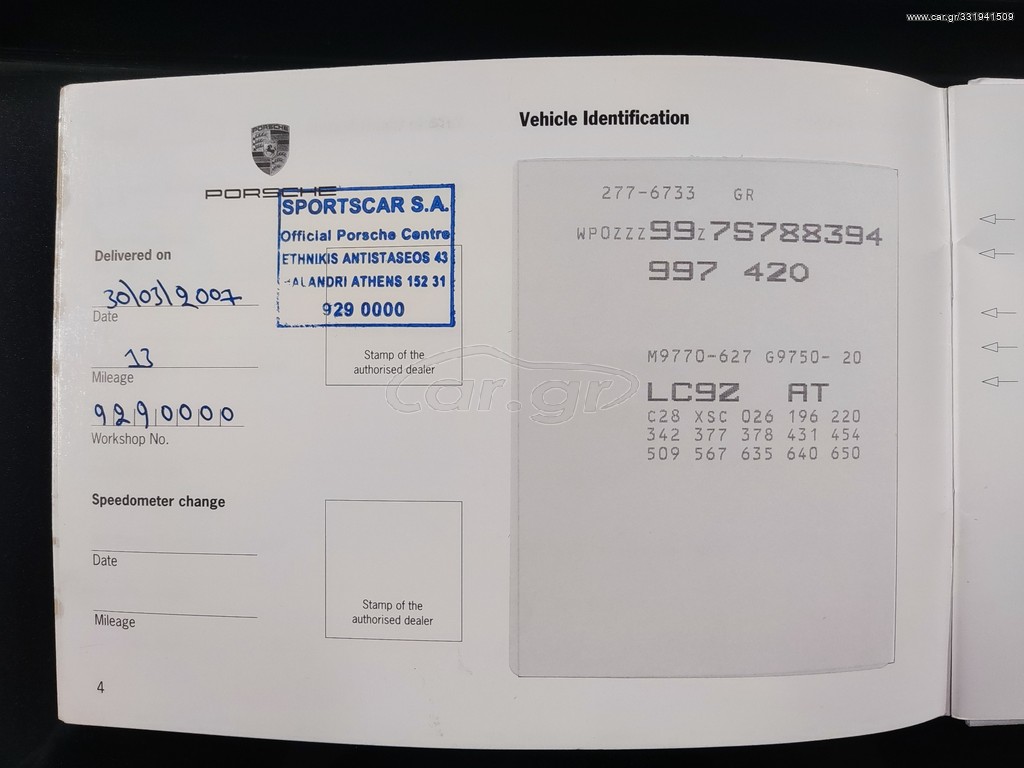 www.car.gr/331941509
PORSCHE
PORSCHE
SPORTSCAR S.A.
Official Porsche Centre
ETHNIKIS ANTISTASEOS 43
ALANDRI ATHENS 152 31
929 0000
Delivered on
30/03/2007
Date
13
Mileage
9290000
Workshop No.
Stamp of the
authorised dealer
Speedometer change
Date
Mileage
Stamp of the
authorised dealer
4
Vehicle Identification
277-6733 GR
WP0ZZZ99Z7S788394
997 420
M9770-627 G9750- 20
LC9Z AT
C28 XSC 026 196 220
342 377 378 431 454
509 567 635 640 650
car.gr